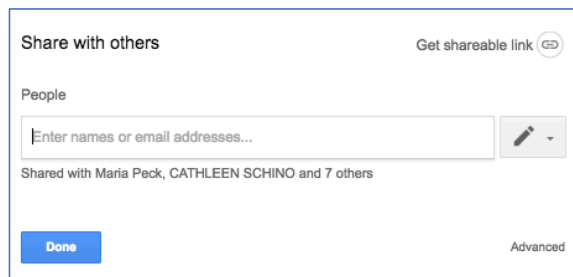 Share with others
Get shareable link
People
Enter names or email addresses...
Shared with Maria Peck, CATHLEEN SCHINO and 7 others
Done
Advanced